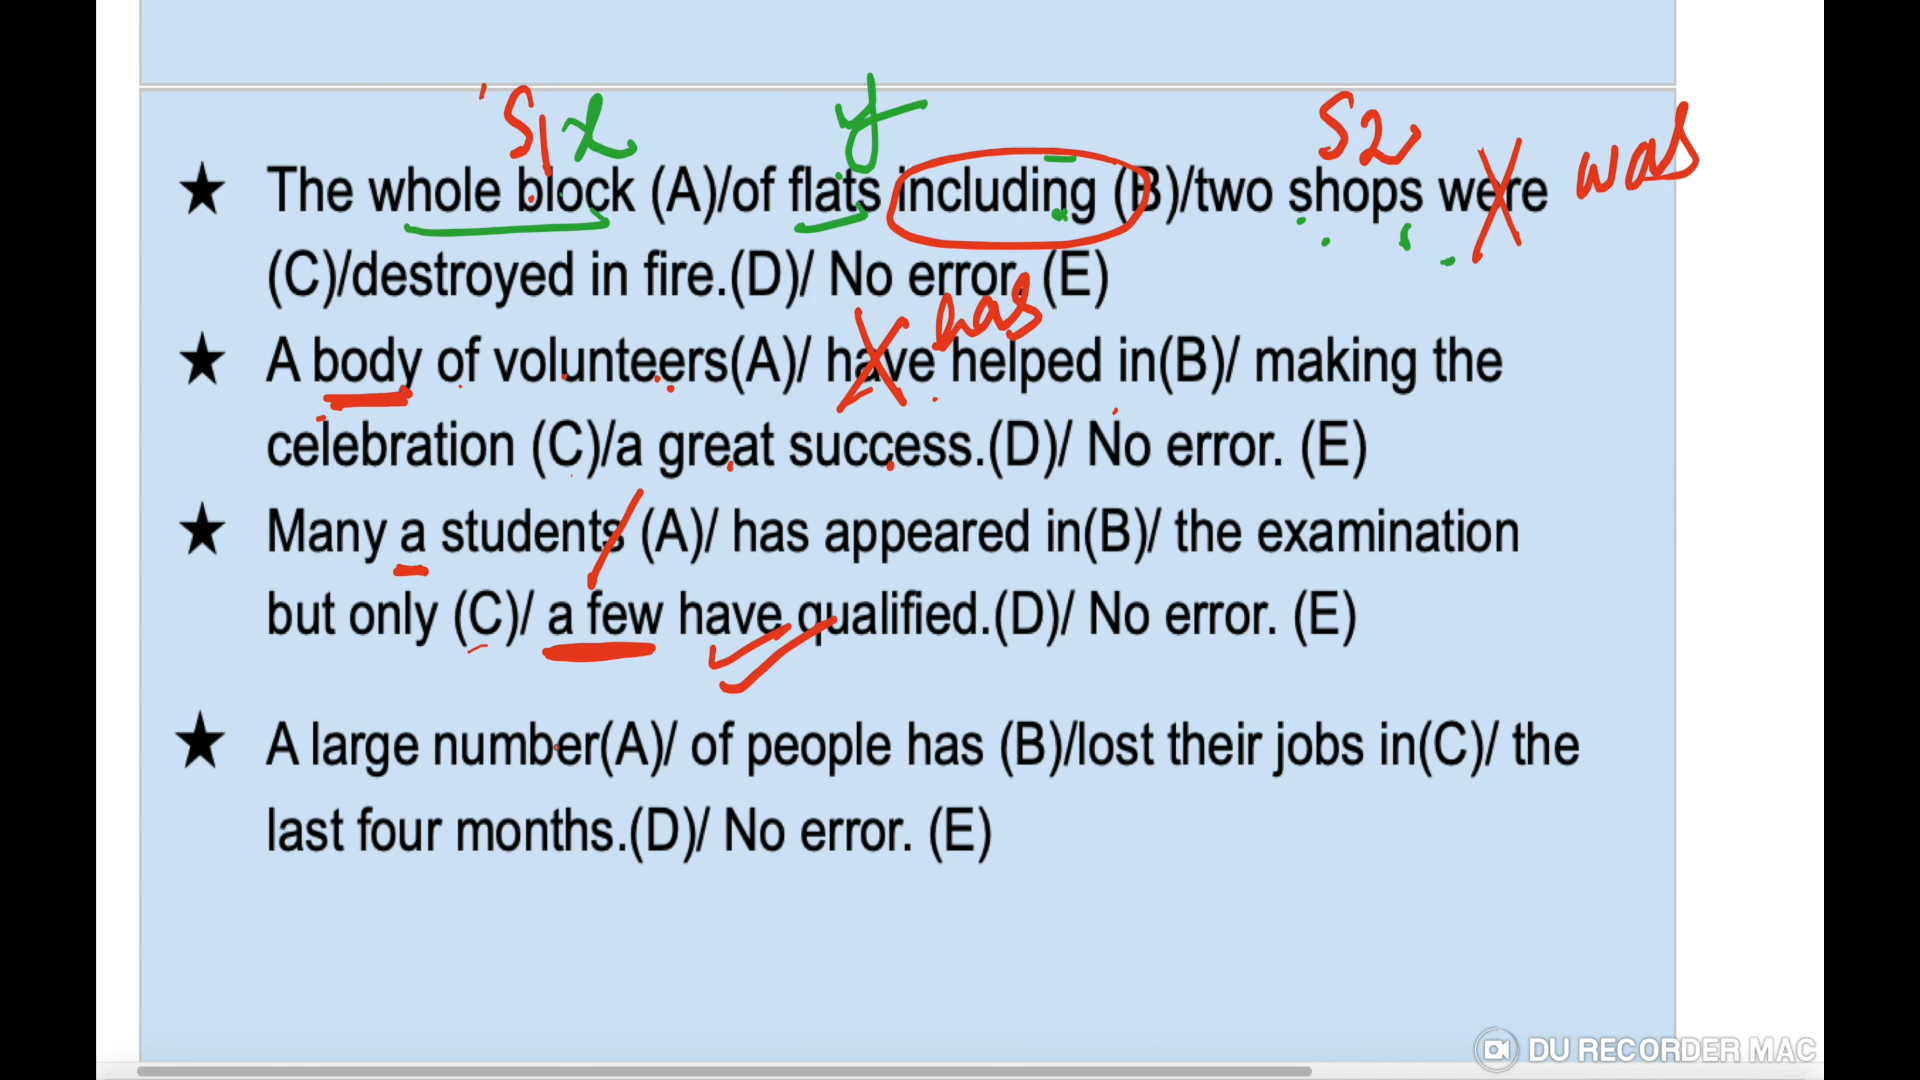 S1 x y S2
★ The whole block (A)/of flats including (B)/two shops were was
(C)/destroyed in fire.(D)/ No error. (E)
has
★ A body of volunteers(A)/ have helped in(B)/ making the
celebration (C)/a great success.(D)/ No error. (E)
★ Many a students (A)/ has appeared in(B)/ the examination
but only (C)/ a few have qualified.(D)/ No error. (E)
★ A large number(A)/ of people has (B)/lost their jobs in(C)/ the
last four months.(D)/ No error. (E)
DU RECORDER MAC